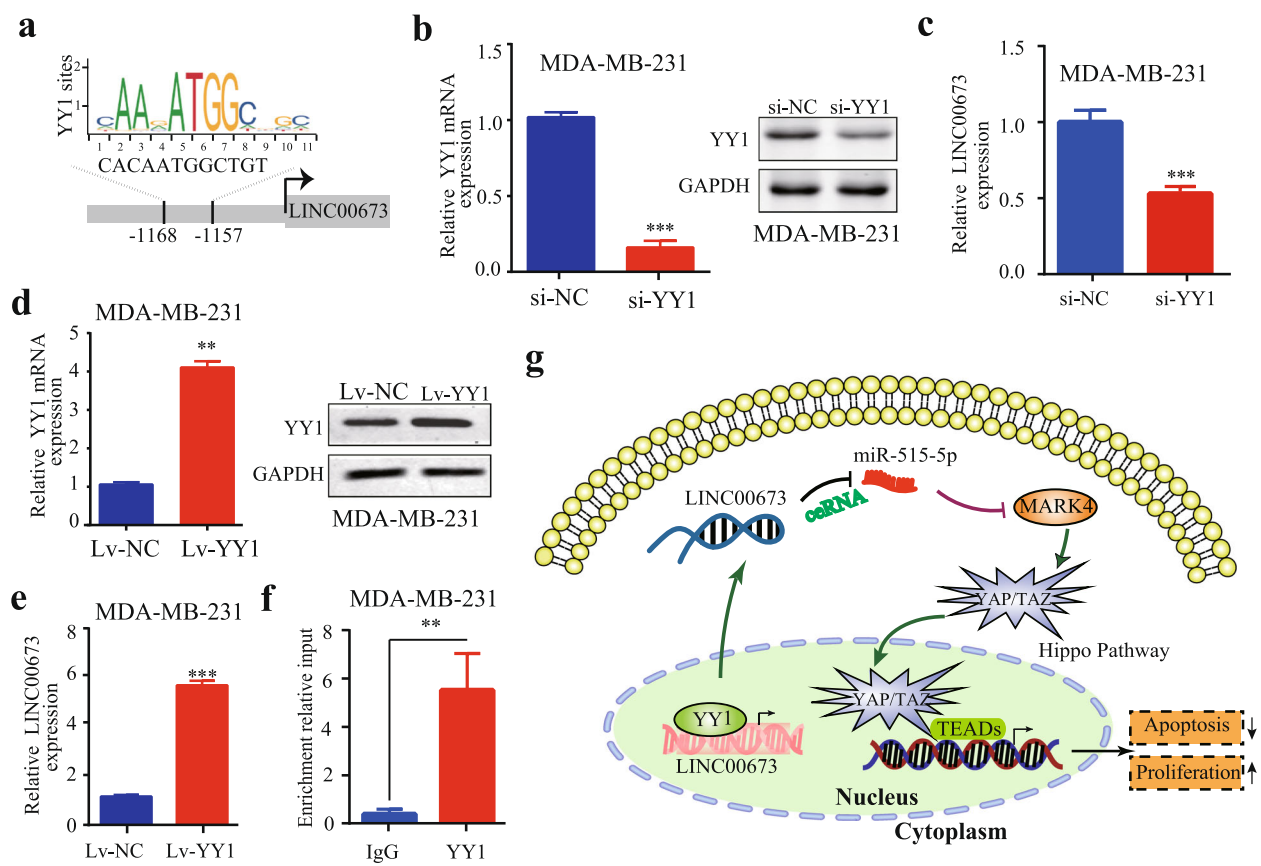 a
YY1 sites
2
1
CAAGATGGCGGC
1 2 3 4 5 6 7 8 9 10 11
CACAATGGCTGT
LINC00673
-1168
-1157
b
MDA-MB-231
Relative YY1 mRNA
expression
1.5
1.0
0.5
0.0
***
si-NC
si-YY1
si-NC si-YY1
YY1
GAPDH
MDA-MB-231
c
MDA-MB-231
Relative LINC00673
expression
1.5
1.0
0.5
0.0
***
si-NC
si-YY1
d
MDA-MB-231
Relative YY1 mRNA
expression
5
4
3
2
1
0
**
Lv-NC
Lv-YY1
Lv-NC Lv-YY1
YY1
GAPDH
MDA-MB-231
e
MDA-MB-231
Relative LINC00673
expression
8
6
4
2
0
***
Lv-NC
Lv-YY1
f
MDA-MB-231
Enrichment relative input
8
6
4
2
0
**
IgG
YY1
g
miR-515-5p
LINC00673
ceRNA
MARK4
YAP/TAZ
Hippo Pathway
YAP/TAZ
YY1
TEADs
LINC00673
Apoptosis
Proliferation
Nucleus
Cytoplasm